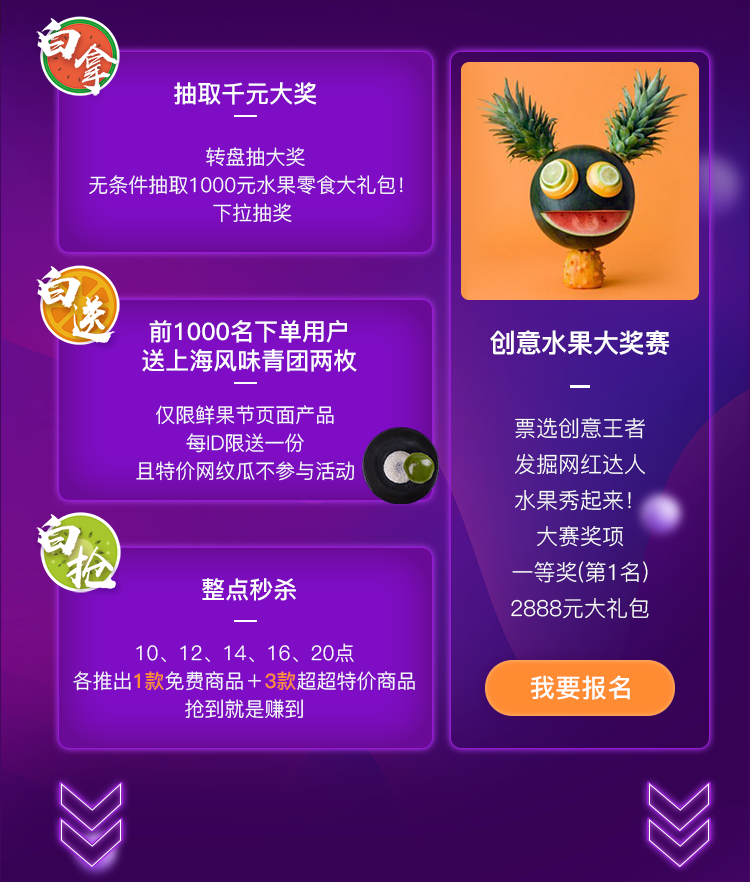 白拿
抽取千元大奖
转盘抽大奖
无条件抽取1000元水果零食大礼包！
下拉抽奖
白送
前1000名下单用户
送上海风味青团两枚
仅限鲜果节页面产品
每ID限送一份
且特价网纹瓜不参与活动
白抢
整点秒杀
10、12、14、16、20点
各推出1款免费商品＋3款超超特价商品
抢到就是赚到
创意水果大奖赛
票选创意王者
发掘网红达人
水果秀起来！
大赛奖项
一等奖(第1名)
2888元大礼包
我要报名